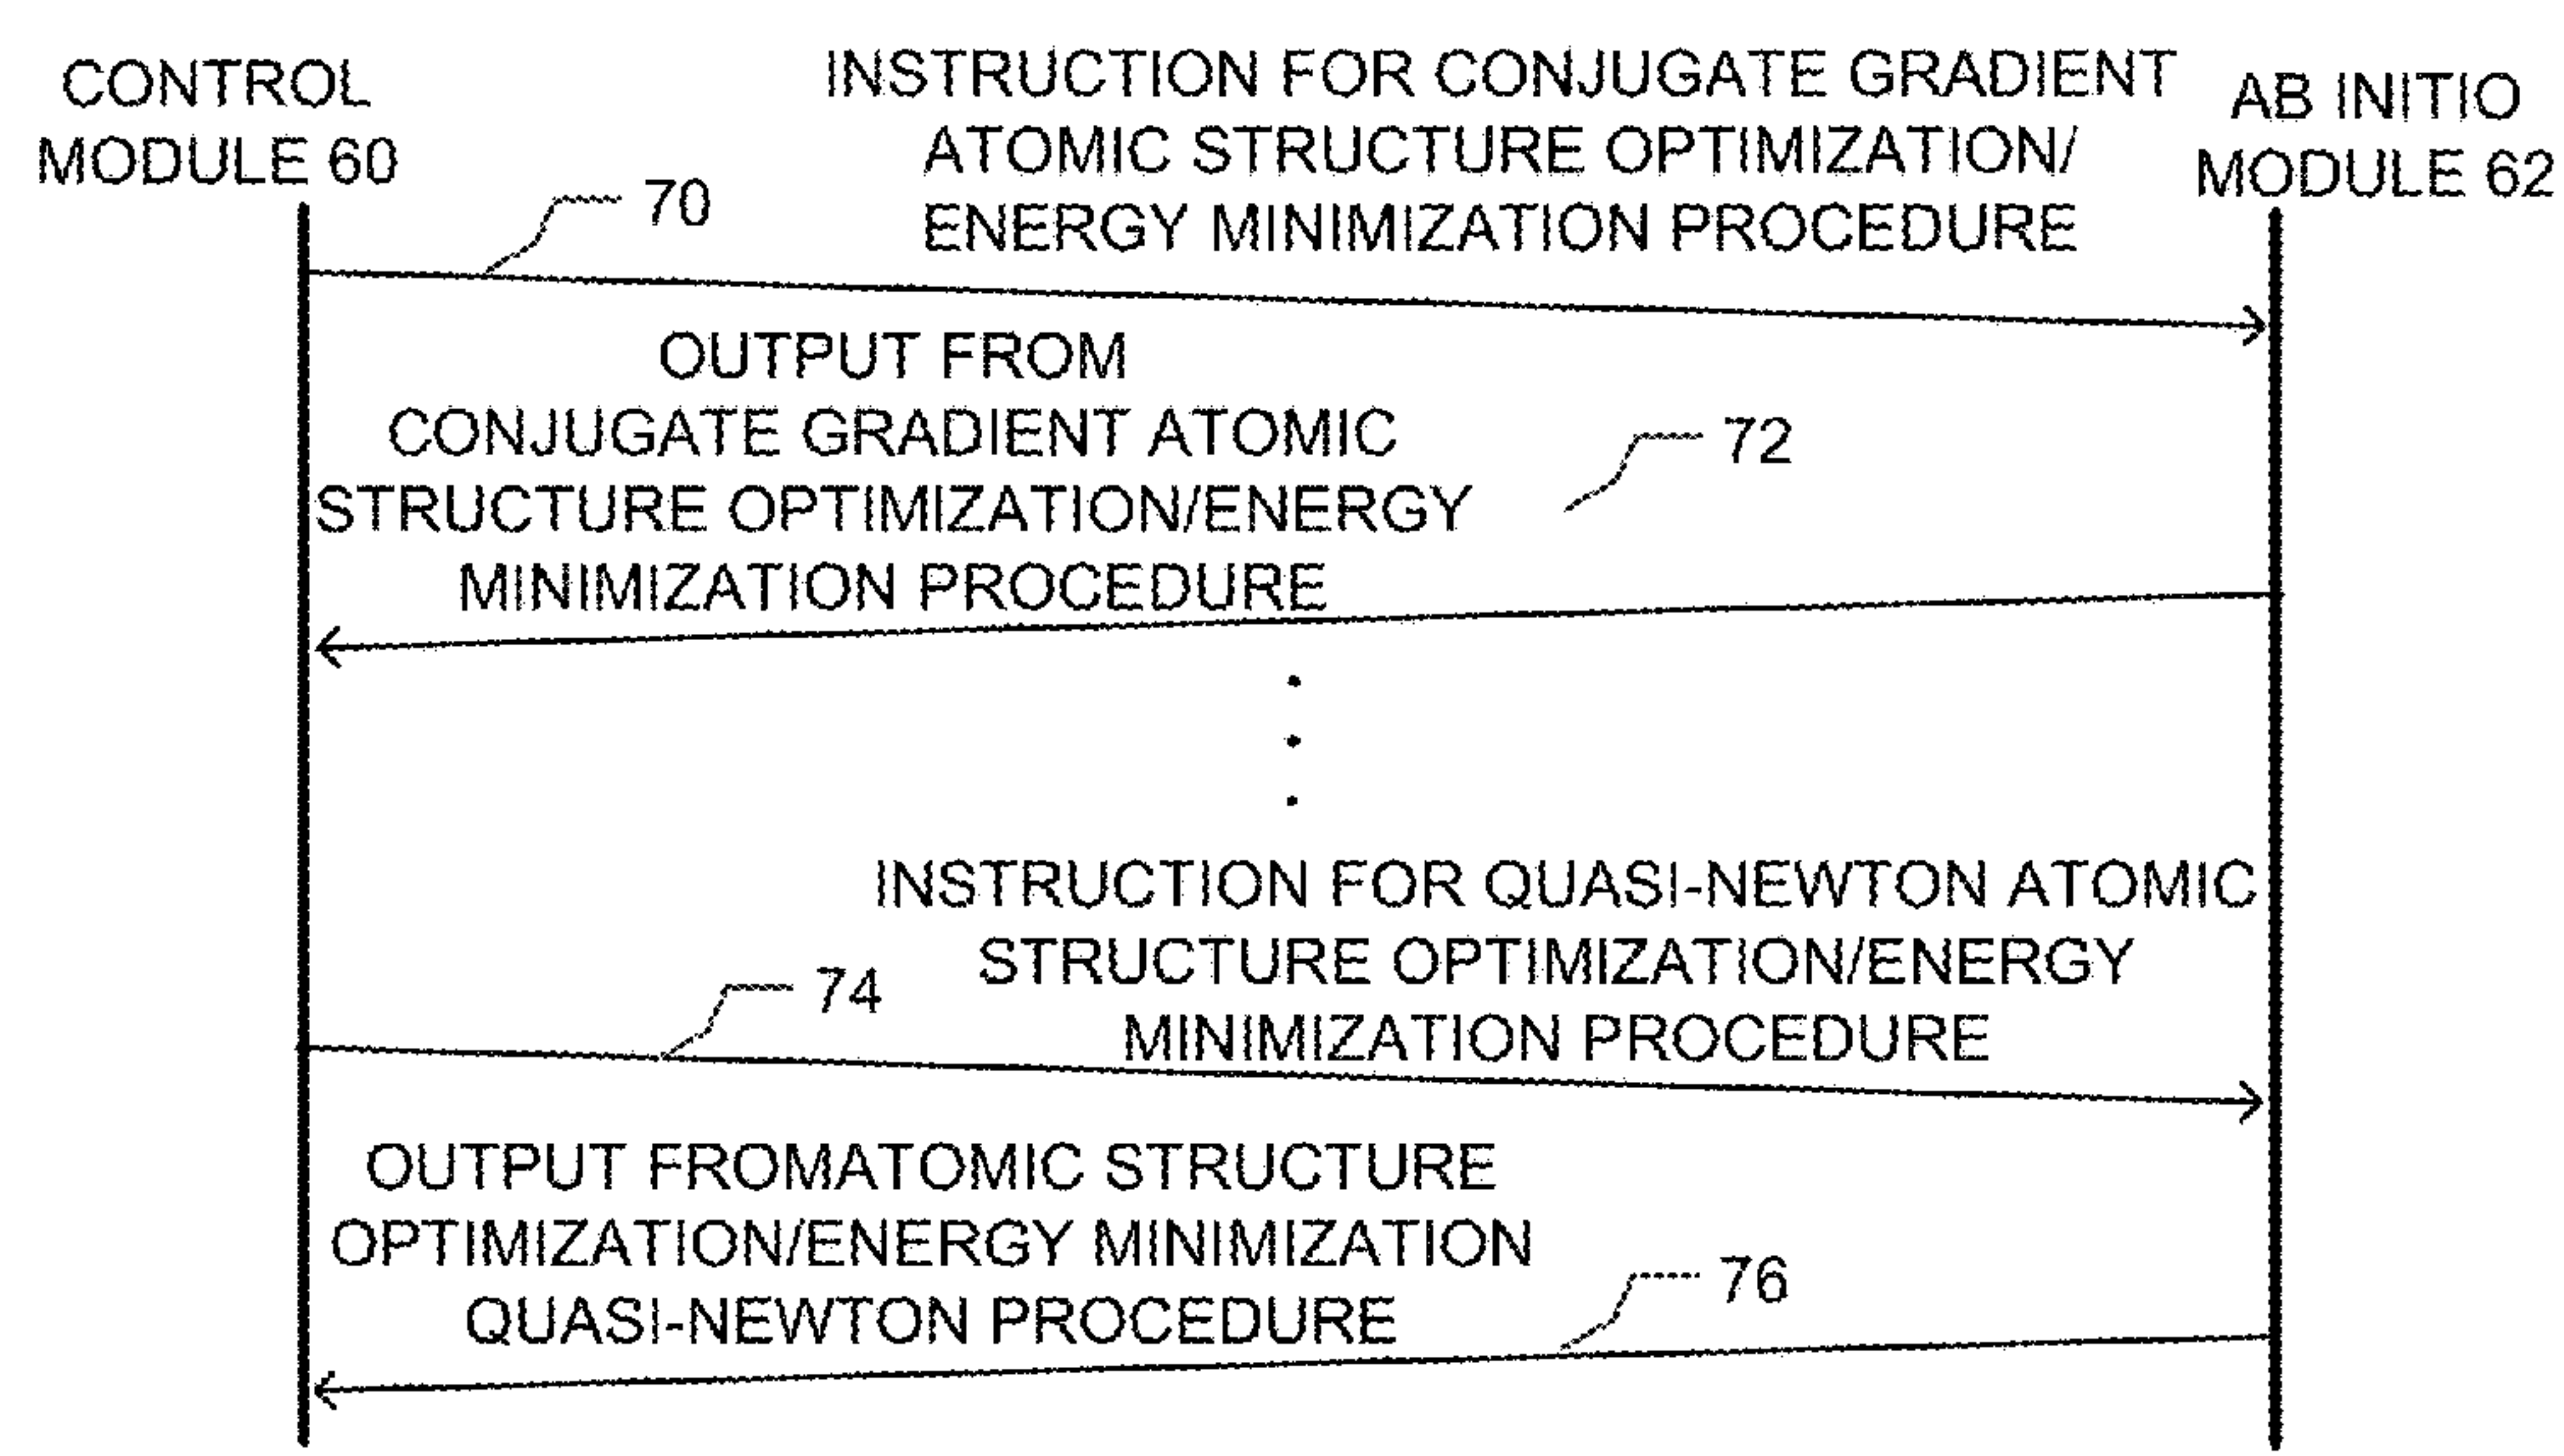 CONTROL
MODULE 60
INSTRUCTION FOR CONJUGATE GRADIENT
ATOMIC STRUCTURE OPTIMIZATION/
ENERGY MINIMIZATION PROCEDURE
AB INITIO
MODULE 62
70
OUTPUT FROM
CONJUGATE GRADIENT ATOMIC
STRUCTURE OPTIMIZATION/ENERGY
MINIMIZATION PROCEDURE
72
INSTRUCTION FOR QUASI-NEWTON ATOMIC
STRUCTURE OPTIMIZATION/ENERGY
MINIMIZATION PROCEDURE
74
OUTPUT FROMATOMIC STRUCTURE
OPTIMIZATION/ENERGY MINIMIZATION
QUASI-NEWTON PROCEDURE
76